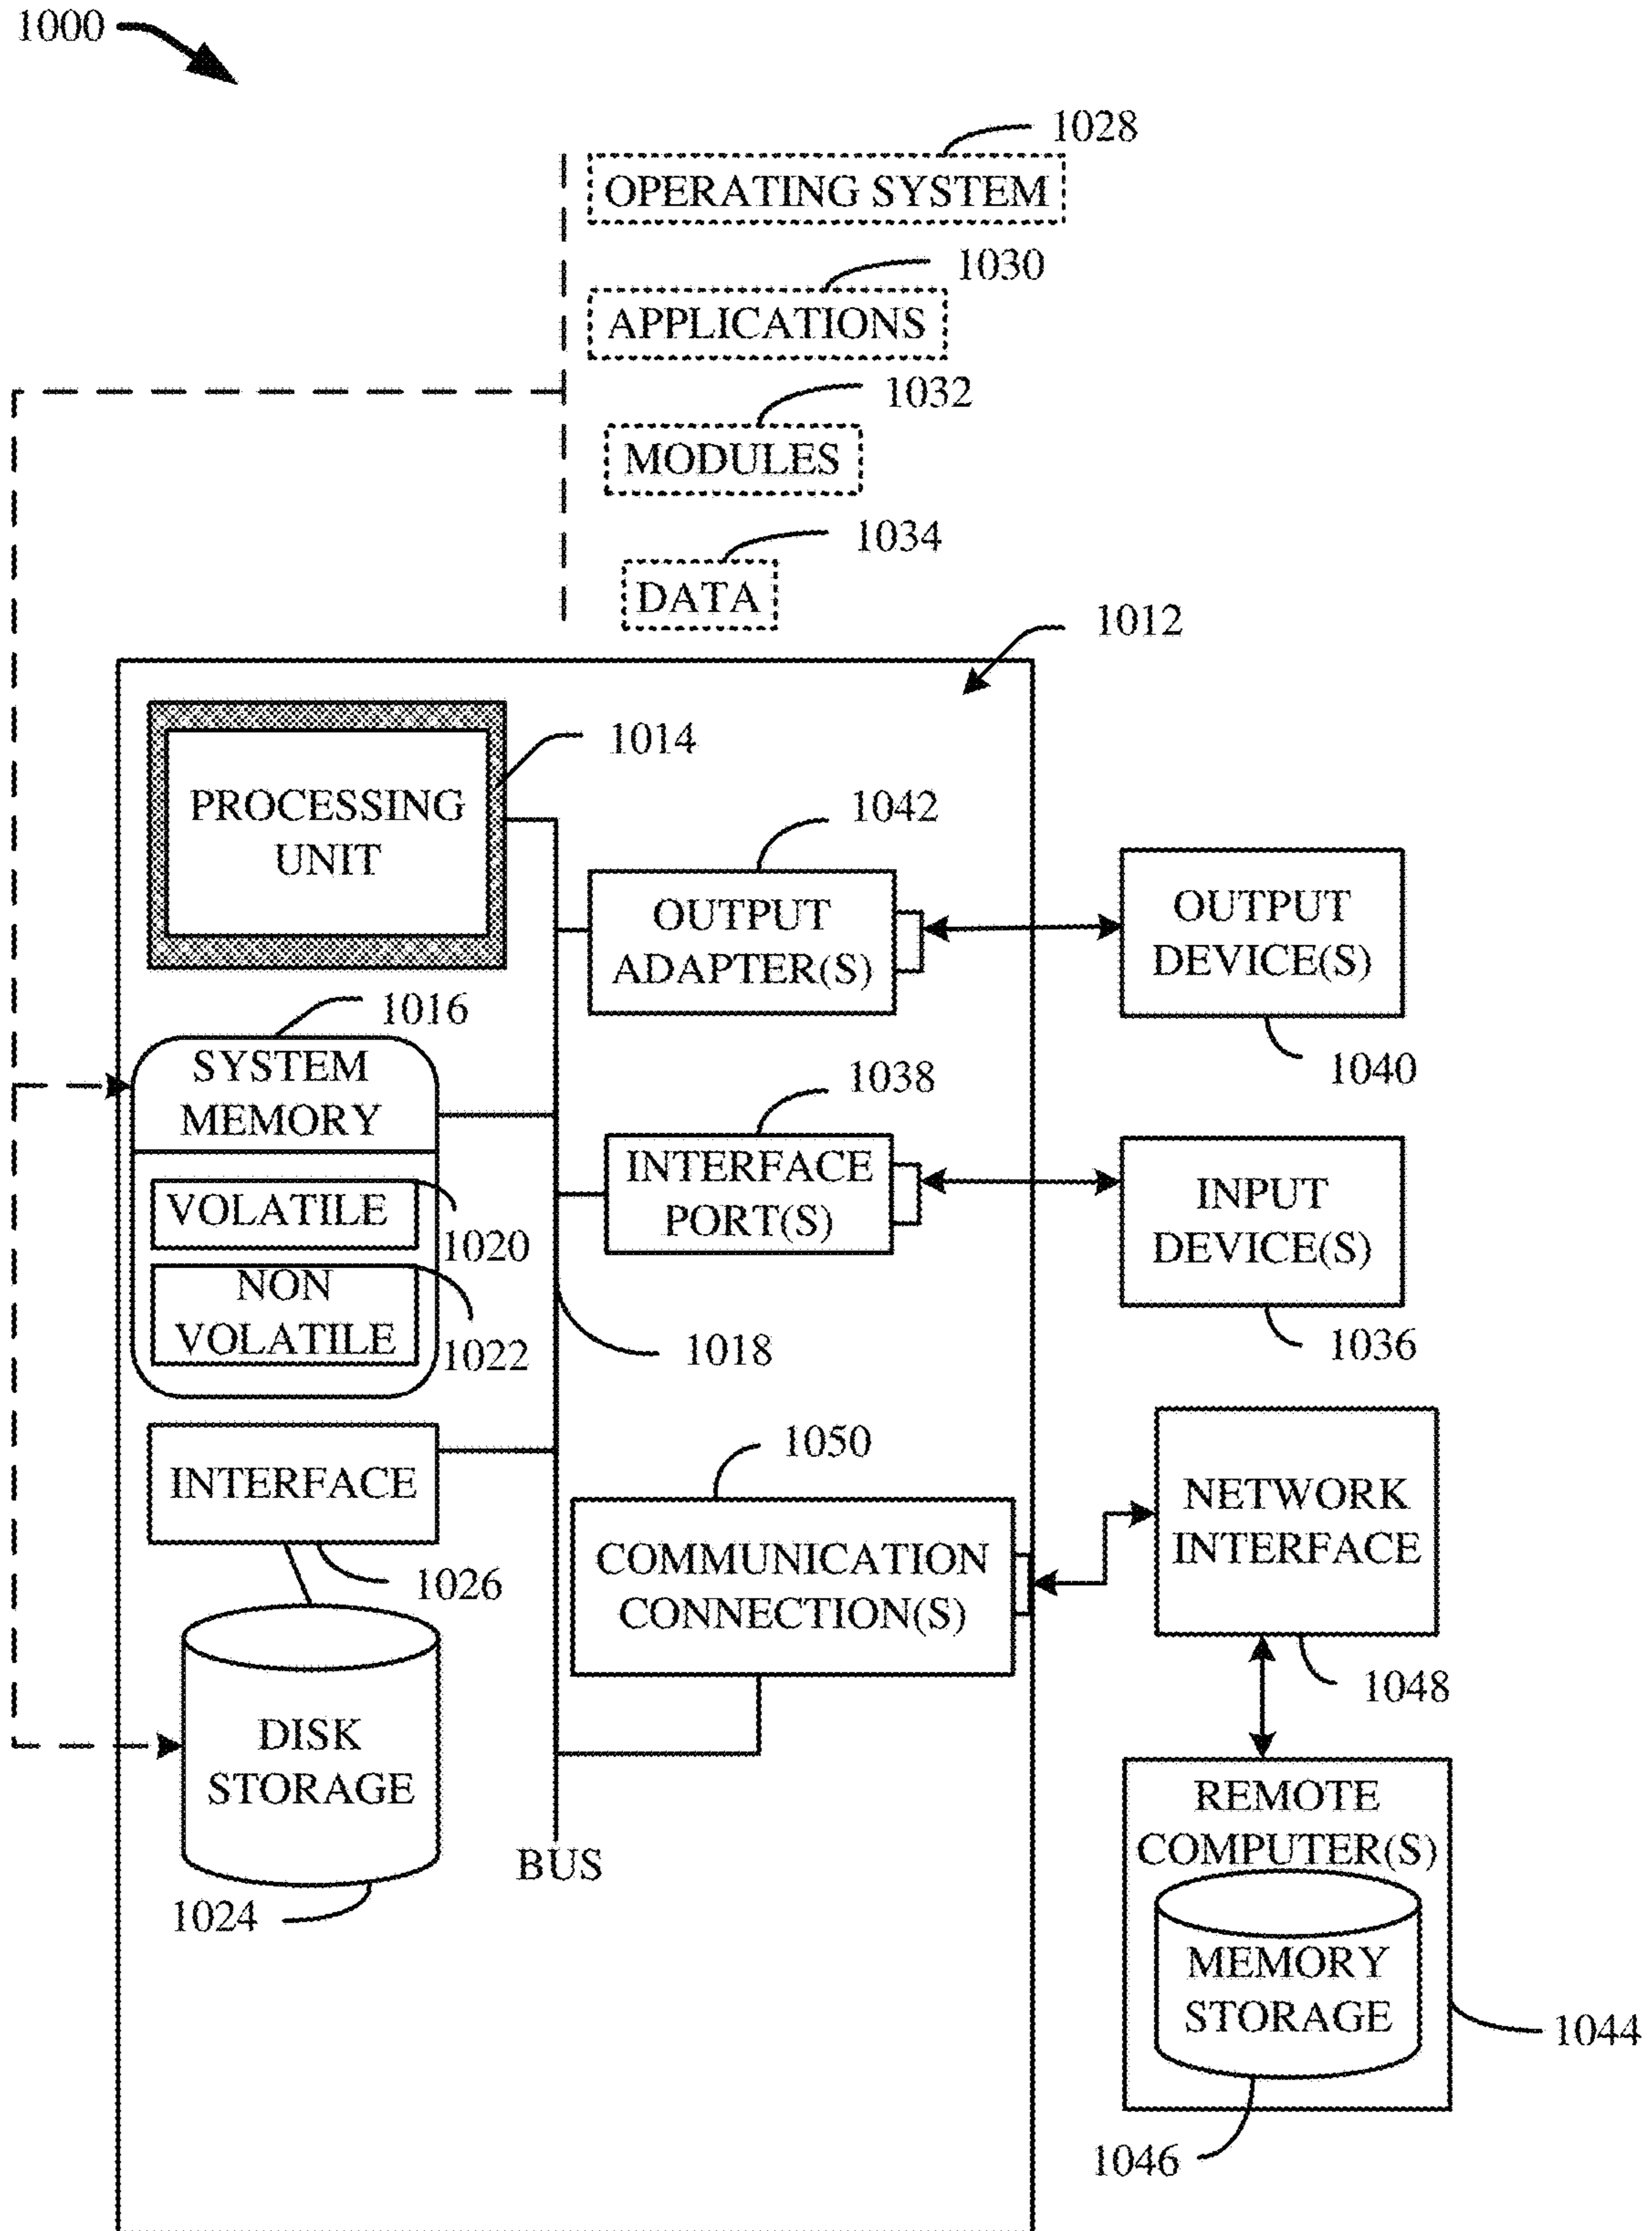 1000
1028
OPERATING SYSTEM
1030
APPLICATIONS
1032
MODULES
1034
DATA
1012
1014
PROCESSING
UNIT
1042
OUTPUT
ADAPTER(S)
OUTPUT
DEVICE(S)
1040
1016
SYSTEM
MEMORY
1038
INTERFACE
PORT(S)
INPUT
DEVICE(S)
1036
VOLATILE
1020
NON
VOLATILE
1022
1018
1050
INTERFACE
1026
COMMUNICATION
CONNECTION(S)
NETWORK
INTERFACE
1048
DISK
STORAGE
1024
BUS
REMOTE
COMPUTER(S)
MEMORY
STORAGE
1044
1046